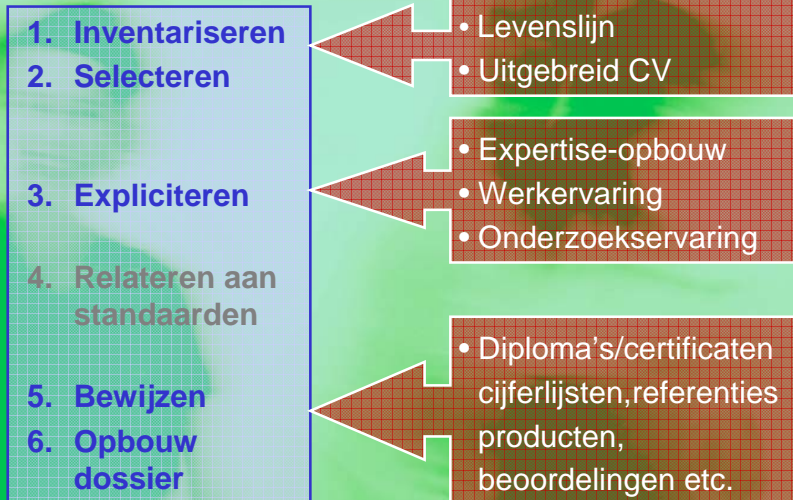 1. Inventariseren
2. Selecteren
3. Expliciteren
4. Relateren aan
standaarden
5. Bewijzen
6. Opbouw
dossier
• Levenslijn
• Uitgebreid CV
• Expertise-opbouw
• Werkervaring
• Onderzoekservaring
• Diploma's/certificaten
cijferlijsten,referenties
producten,
beoordelingen etc.